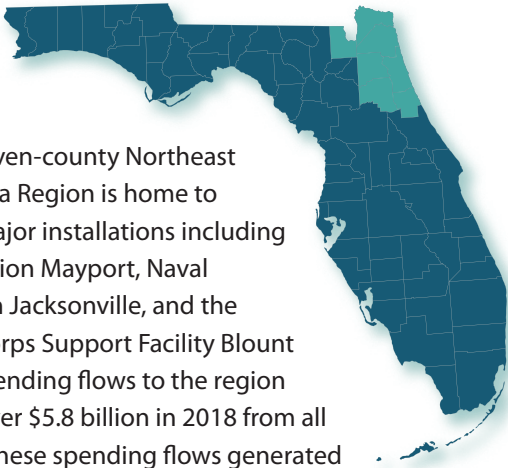 ven-county Northeast
a Region is home to
ajor installations including
ion Mayport, Naval
n Jacksonville, and the
rps Support Facility Blount
ending flows to the region
er $5.8 billion in 2018 from all
hese spending flows generated